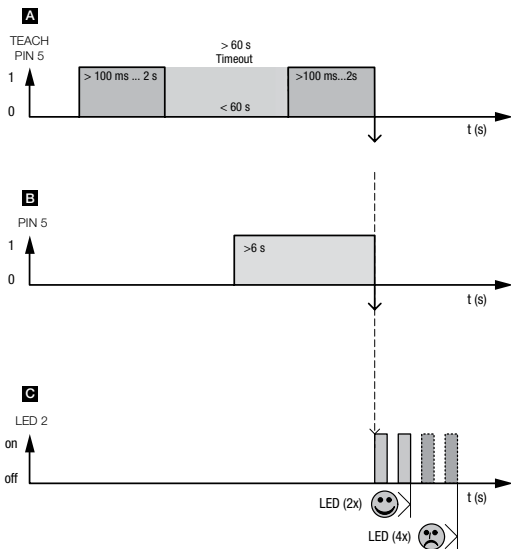 A
TEACH
PIN 5
> 60 s
Timeout
1
> 100 ms ... 2 s
>100 ms...2s
0
< 60 s
t (s)
B
PIN 5
1
>6 s
0
t (s)
C
LED 2
on
off
t (s)
LED (2x)
LED (4x)